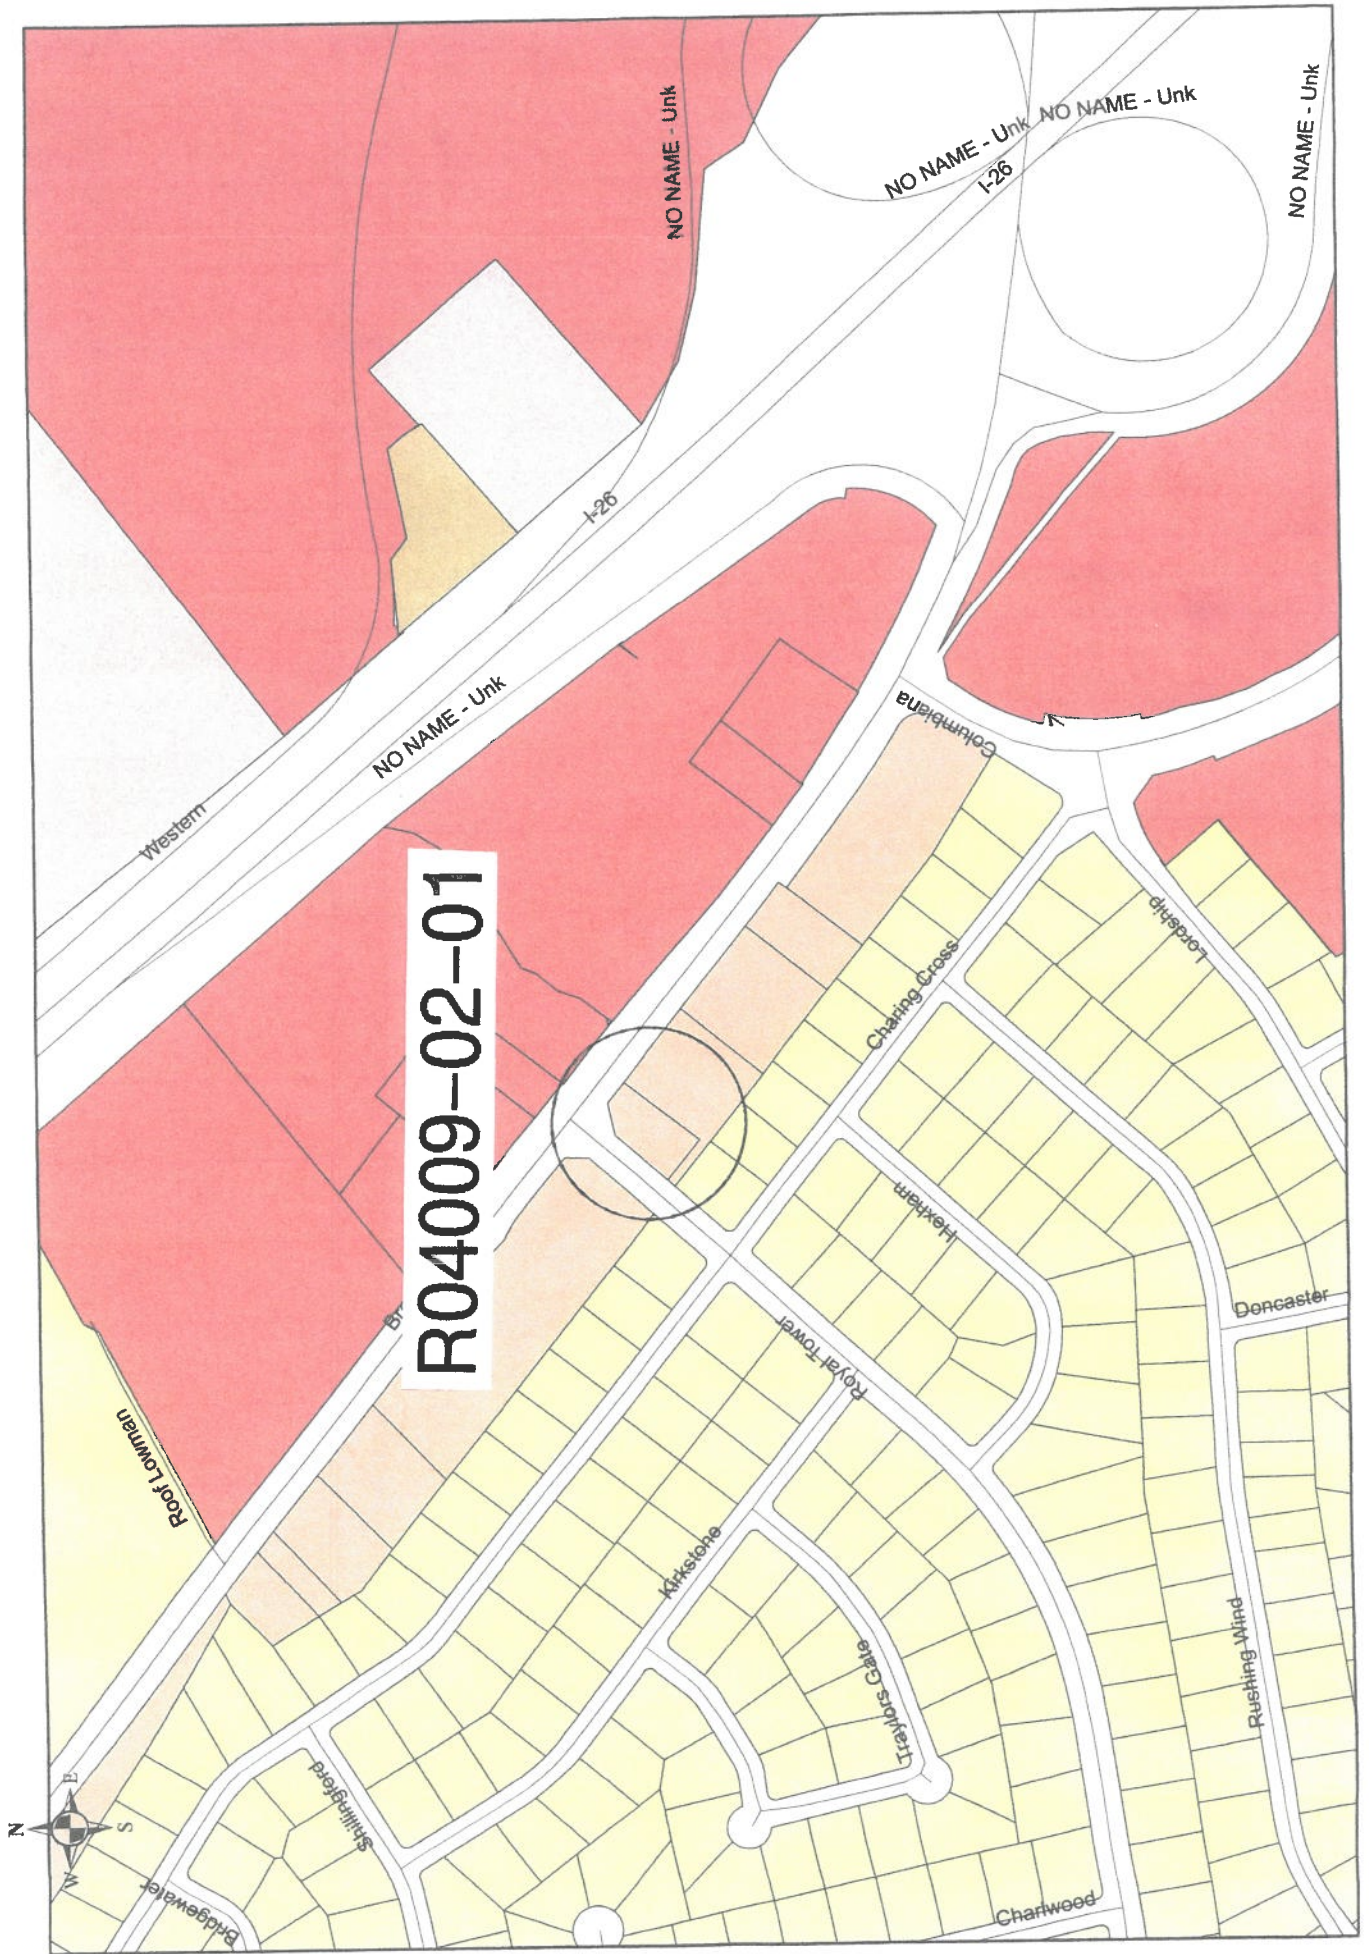 N
E
S
W
NO NAME - Unk
NO NAME - Unk
NO NAME - Unk
NO NAME - Unk
I-26
I-26
NO NAME - Unk
Western
R04009-02-01
Columbiana
Lordship
Charing Cross
Hexham
Royal Tower
Doncaster
Roof Lowman
Kirkstone
Traylors Gate
Rushing Wind
Shillingford
Bridgewater
Charlwood